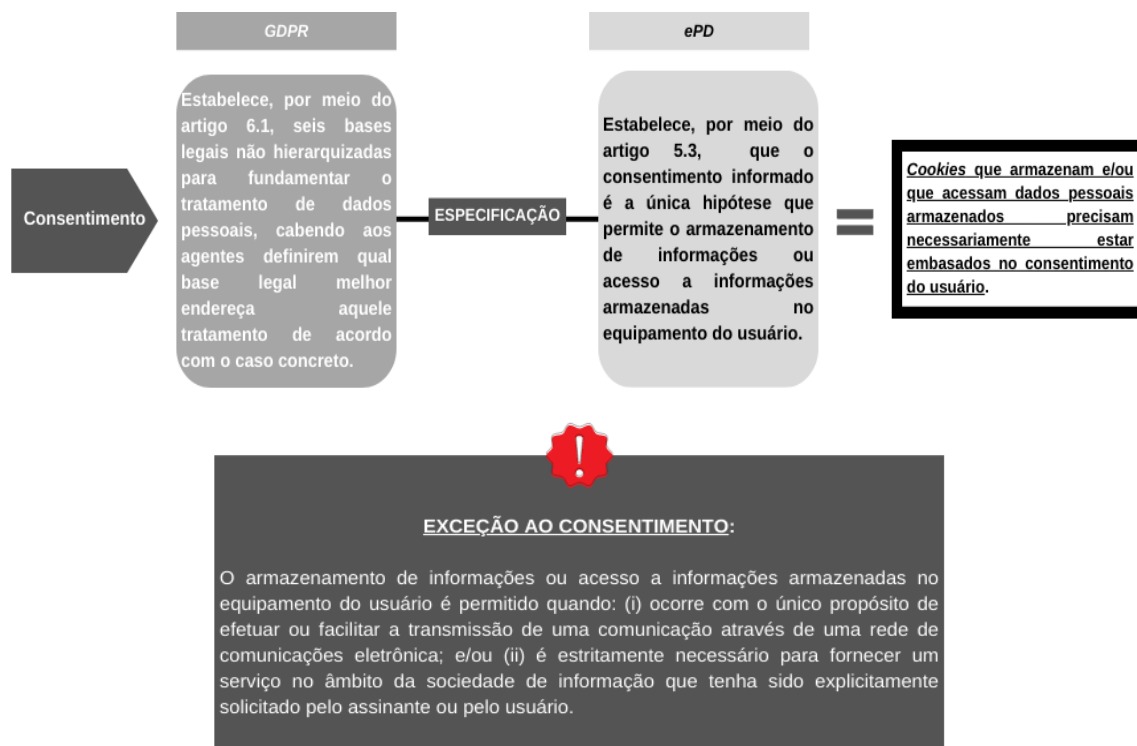 GDPR
ePD
Consentimento
Estabelece, por meio do
artigo 6.1, seis bases
legais não hierarquizadas
para fundamentar o
tratamento de dados
pessoais, cabendo aos
agentes definirem qual
base legal melhor
endereça aquele
tratamento de acordo
com o caso concreto.
ESPECIFICAÇÃO
Estabelece, por meio do
artigo 5.3, que o
consentimento informado
é a única hipótese que
permite o armazenamento
de informações ou
acesso a informações
armazenadas no
equipamento do usuário.
=
Cookies que armazenam e/ou
que acessam dados pessoais
armazenados precisam
necessariamente estar
embasados no consentimento
do usuário.
!
EXCEÇÃO AO CONSENTIMENTO:
O armazenamento de informações ou acesso a informações armazenadas no
equipamento do usuário é permitido quando: (i) ocorre com o único propósito de
efetuar ou facilitar a transmissão de uma comunicação através de uma rede de
comunicações eletrônica; e/ou (ii) é estritamente necessário para fornecer um
serviço no âmbito da sociedade de informação que tenha sido explicitamente
solicitado pelo assinante ou pelo usuário.